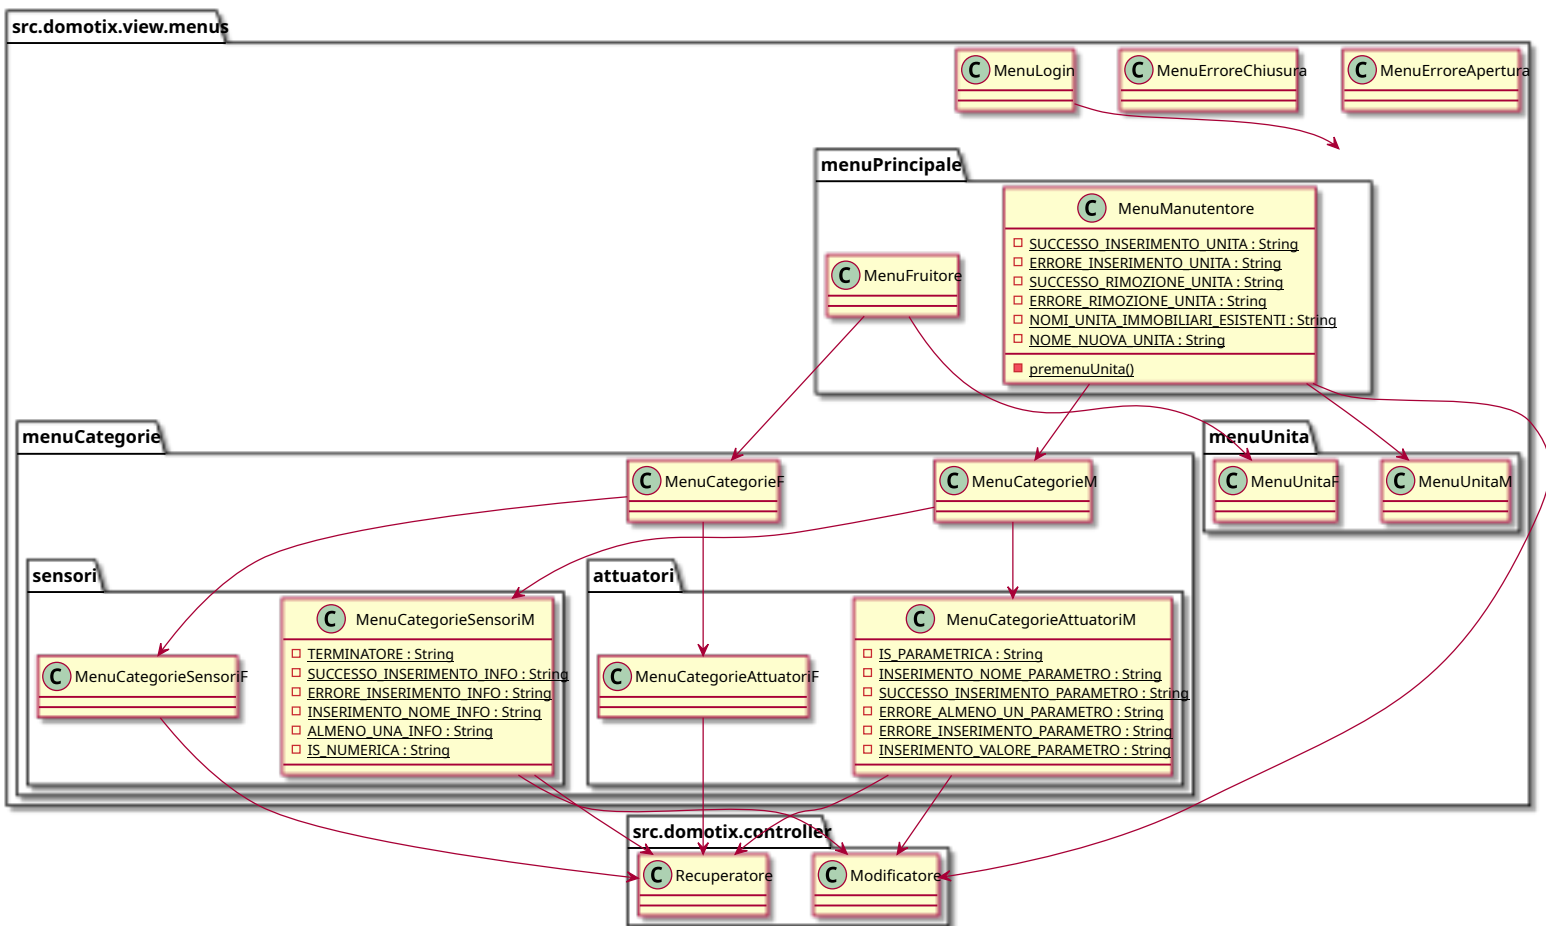 src.domotix.view.menus
C MenuLogin
C MenuErroreChiusura
C MenuErroreApertura
menuPrincipale
C MenuFruitore
C MenuManutentore
SUCCESSO_INSERIMENTO_UNITA : String
ERRORE_INSERIMENTO_UNITA : String
SUCCESSO_RIMOZIONE_UNITA : String
ERRORE_RIMOZIONE_UNITA : String
NOMI_UNITA_IMMOBILIARI_ESISTENTI : String
NOME_NUOVA_UNITA : String
premenuUnita()
menuCategorie
C MenuCategorieF
C MenuCategorieM
menuUnita
C MenuUnitaF
C MenuUnitaM
sensori
C MenuCategorieSensoriF
C MenuCategorieSensoriM
TERMINATORE : String
SUCCESSO_INSERIMENTO_INFO : String
ERRORE_INSERIMENTO_INFO : String
INSERIMENTO_NOME_INFO : String
ALMENO_UNA_INFO : String
IS_NUMERICA : String
attuatori
C MenuCategorieAttuatoriF
C MenuCategorieAttuatoriM
IS_PARAMETRICA : String
INSERIMENTO_NOME_PARAMETRO : String
SUCCESSO_INSERIMENTO_PARAMETRO : String
ERRORE_ALMENO_UN_PARAMETRO : String
ERRORE_INSERIMENTO_PARAMETRO : String
INSERIMENTO_VALORE_PARAMETRO : String
src.domotix.controller
C Recuperatore
C Modificatore